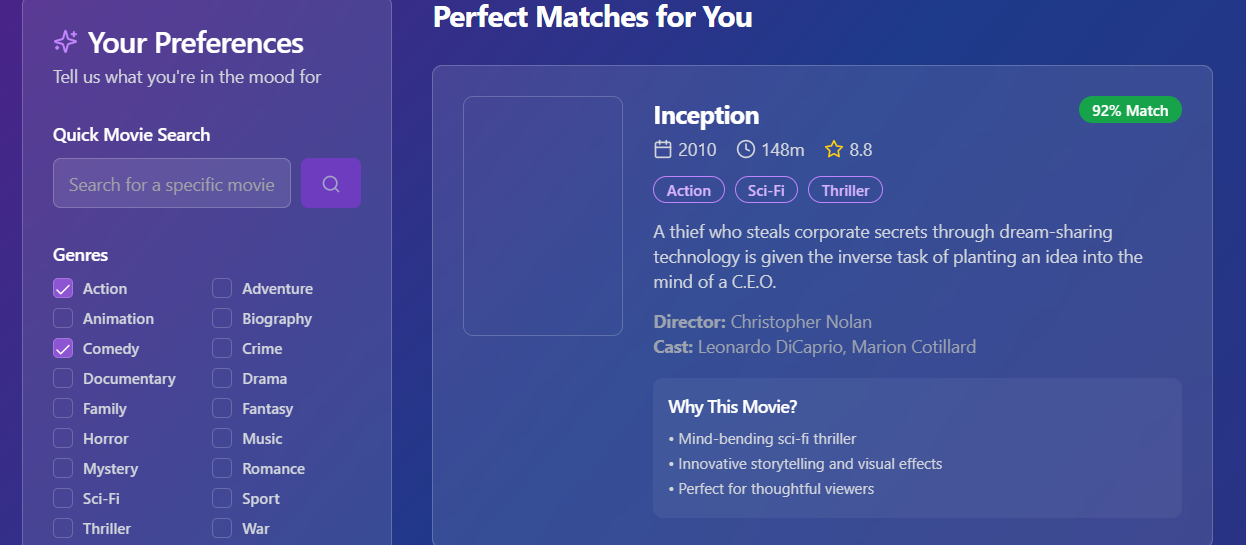 Your Preferences
Tell us what you're in the mood for
Quick Movie Search
Search for a specific movie
Genres
Action
Adventure
Animation
Biography
Comedy
Crime
Documentary
Drama
Family
Fantasy
Horror
Music
Mystery
Romance
Sci-Fi
Sport
Thriller
War
Perfect Matches for You
Inception
92% Match
2010 148m 8.8
Action Sci-Fi Thriller
A thief who steals corporate secrets through dream-sharing
technology is given the inverse task of planting an idea into the
mind of a C.E.O.
Director: Christopher Nolan
Cast: Leonardo DiCaprio, Marion Cotillard
Why This Movie?
• Mind-bending sci-fi thriller
• Innovative storytelling and visual effects
• Perfect for thoughtful viewers